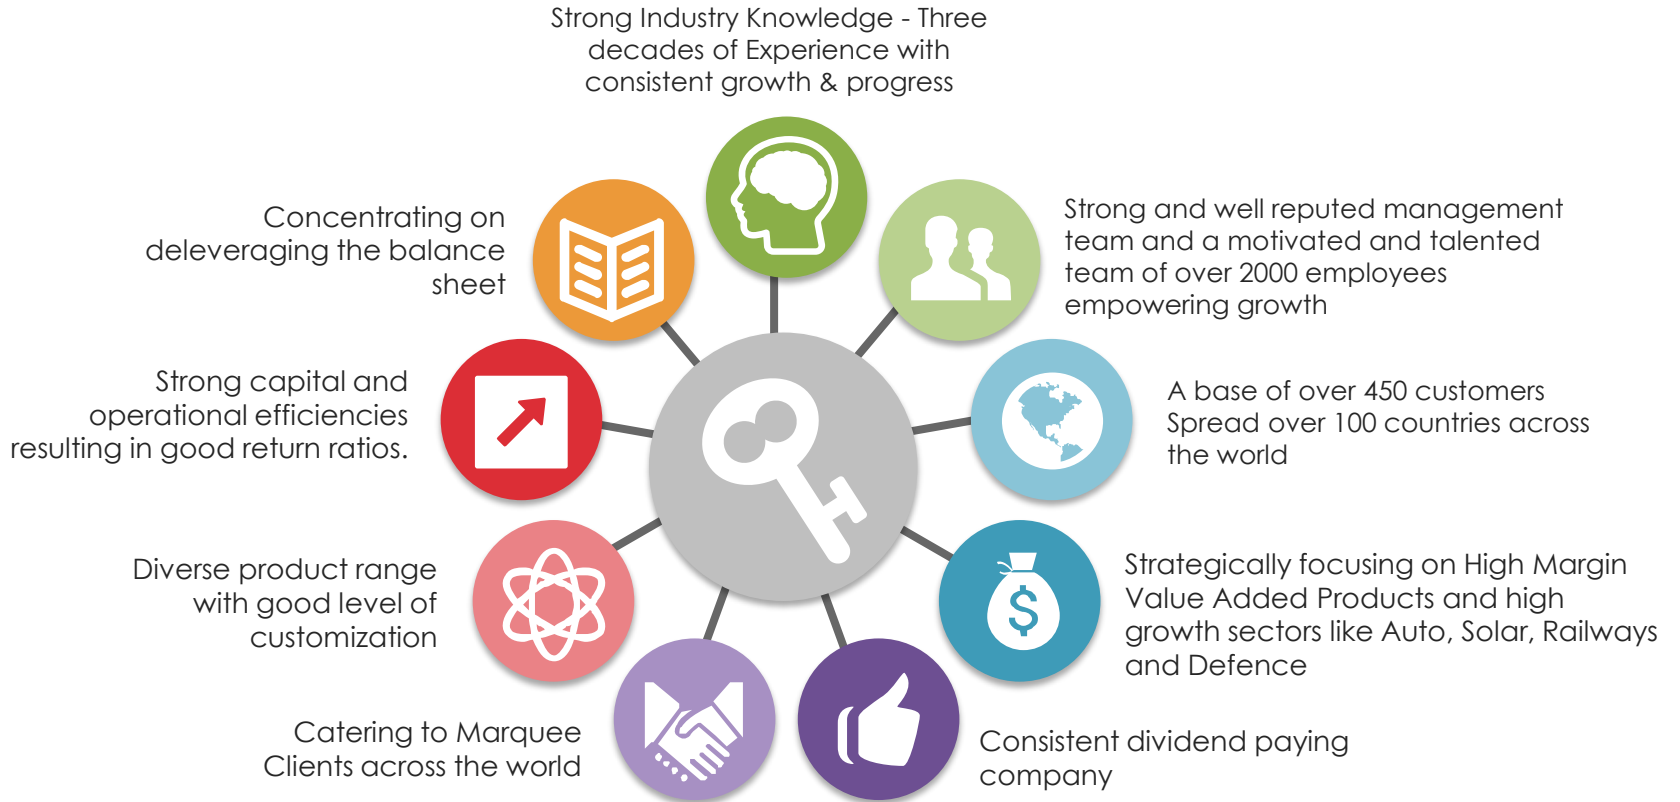 Strong Industry Knowledge - Three
decades of Experience with
consistent growth & progress
Strong and well reputed management
team and a motivated and talented
team of over 2000 employees
empowering growth
A base of over 450 customers
Spread over 100 countries across
the world
Strategically focusing on High Margin
Value Added Products and high
growth sectors like Auto, Solar, Railways
and Defence
$
Consistent dividend paying
company
Catering to Marquee
Clients across the world
Diverse product range
with good level of
customization
Strong capital and
operational efficiencies
resulting in good return ratios.
Concentrating on
deleveraging the balance
sheet